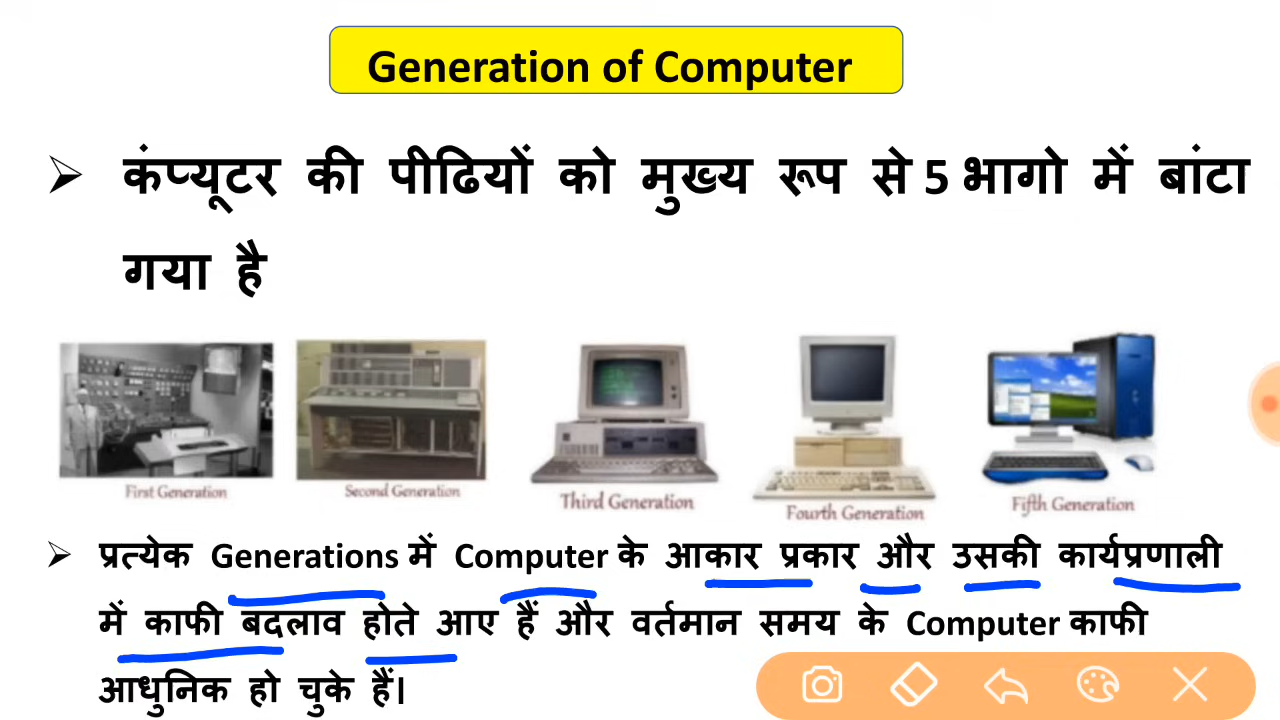 Generation of Computer
कंप्यूटर की पीढियों को मुख्य रूप से 5 भागो में बांटा
गया है
First Generation
Second Generation
Third Generation
Fourth Generation
Fifth Generation
प्रत्येक Generations में Computer के आकार प्रकार और उसकी कार्यप्रणाली
में काफी बदलाव होते आए हैं और वर्तमान समय के Computer काफी
आधुनिक हो चुके हैं।